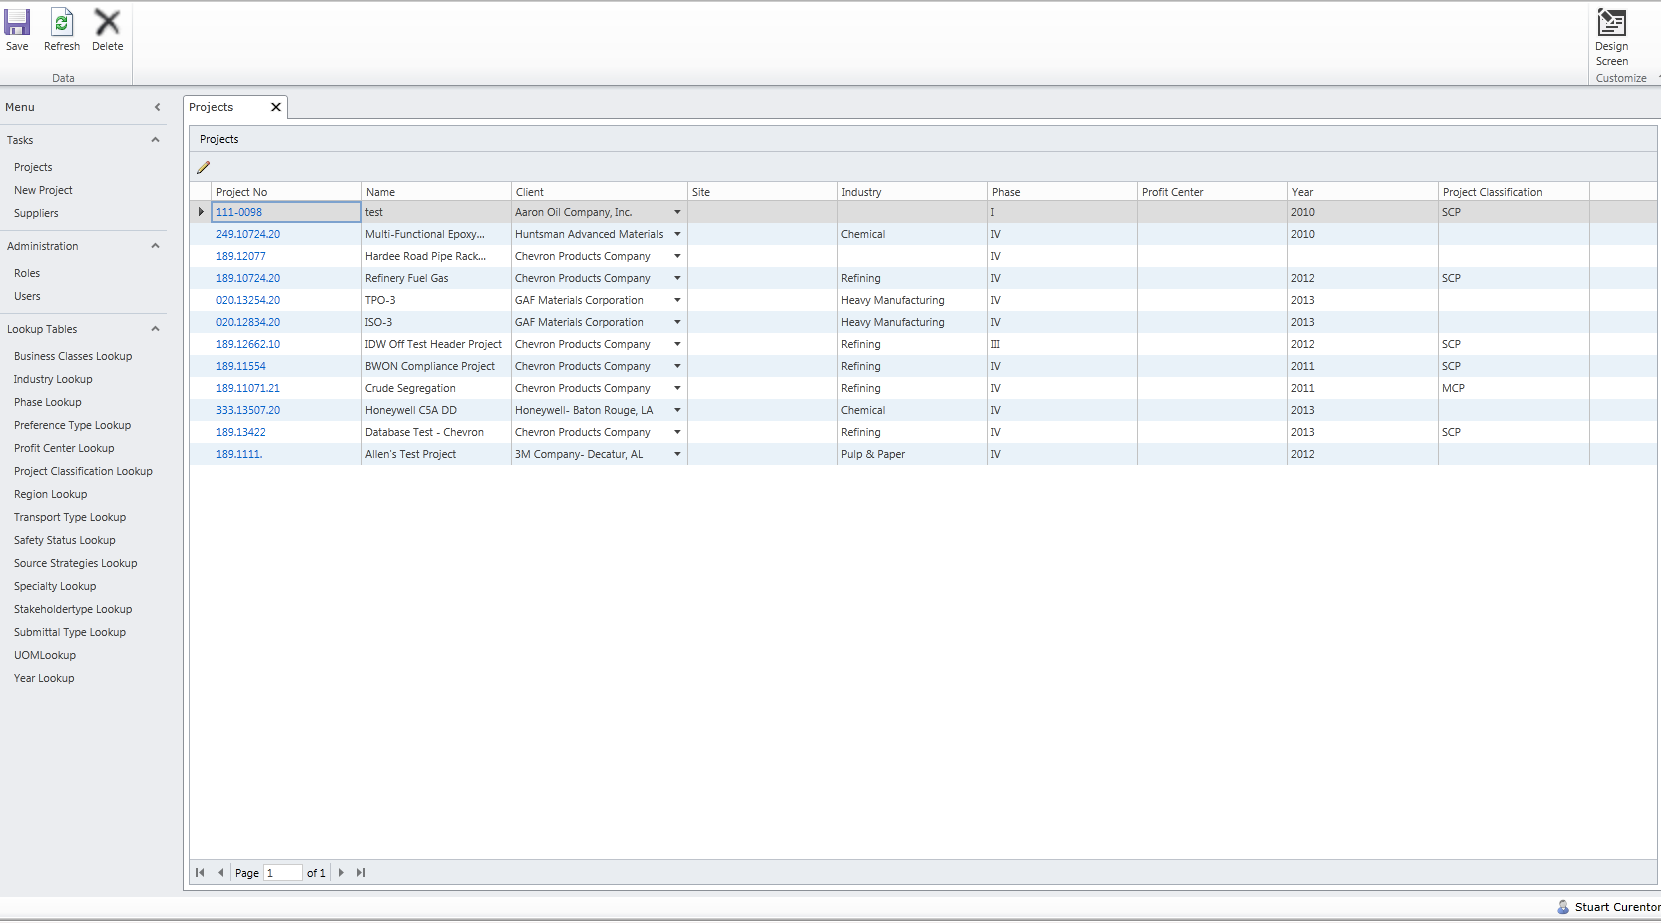 Save Refresh Delete
Data
Design
Screen
Customize
Menu
Tasks
Projects
New Project
Suppliers
Administration
Roles
Users
Lookup Tables
Business Classes Lookup
Industry Lookup
Phase Lookup
Preference Type Lookup
Profit Center Lookup
Project Classification Lookup
Region Lookup
Transport Type Lookup
Safety Status Lookup
Source Strategies Lookup
Specialty Lookup
Stakeholdertype Lookup
Submittal Type Lookup
UOMLookup
Year Lookup
Projects
Projects
Project No Name Client Site Industry Phase Profit Center Year Project Classification
111-0098 test Aaron Oil Company, Inc. I 2010 SCP
249.10724.20 Multi-Functional Epoxy... Huntsman Advanced Materials Chemical IV 2010
189.12077 Hardee Road Pipe Rack... Chevron Products Company IV
189.10724.20 Refinery Fuel Gas Chevron Products Company Refining IV 2012 SCP
020.13254.20 TPO-3 GAF Materials Corporation Heavy Manufacturing IV 2013
020.12834.20 ISO-3 GAF Materials Corporation Heavy Manufacturing IV 2013
189.12662.10 IDW Off Test Header Project Chevron Products Company Refining III 2012 SCP
189.11554 BWON Compliance Project Chevron Products Company Refining IV 2011 SCP
189.11071.21 Crude Segregation Chevron Products Company Refining IV 2011 MCP
333.13507.20 Honeywell C5A DD Honeywell- Baton Rouge, LA Chemical IV 2013
189.13422 Database Test - Chevron Chevron Products Company Refining IV 2013 SCP
189.1111. Allen's Test Project 3M Company- Decatur, AL Pulp & Paper IV 2012
Page 1 of 1
Stuart Curentor